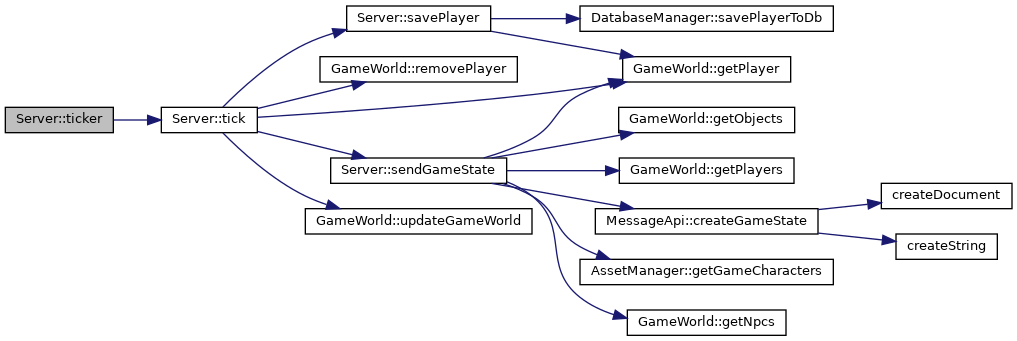 Server::ticker
Server::tick
Server::savePlayer
GameWorld::removePlayer
Server::sendGameState
GameWorld::updateGameWorld
DatabaseManager::savePlayerToDb
GameWorld::getPlayer
GameWorld::getObjects
GameWorld::getPlayers
MessageApi::createGameState
AssetManager::getGameCharacters
GameWorld::getNpcs
createDocument
createString